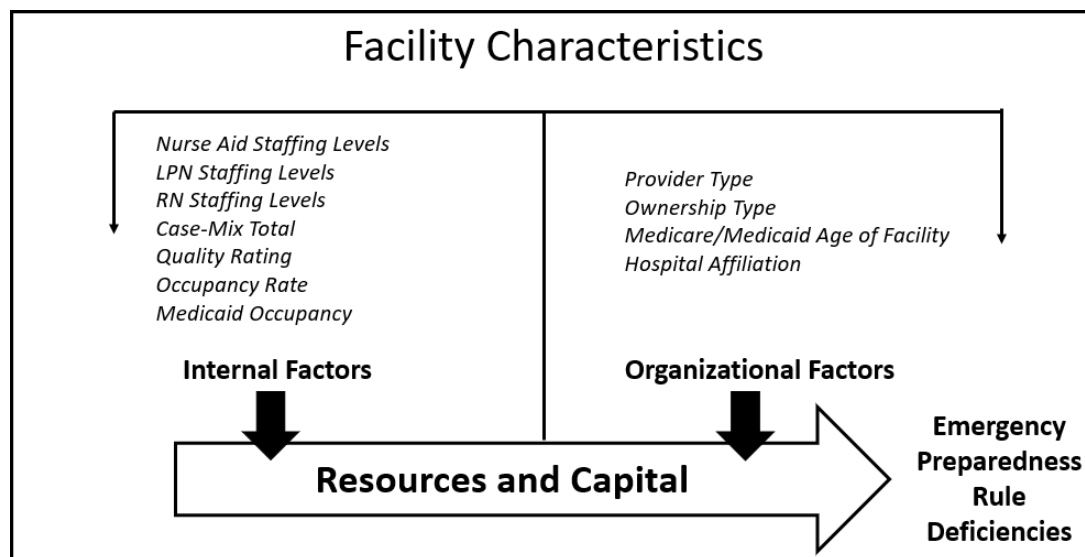 Facility Characteristics
Nurse Aid Staffing Levels
LPN Staffing Levels
RN Staffing Levels
Case-Mix Total
Quality Rating
Occupancy Rate
Medicaid Occupancy
Provider Type
Ownership Type
Medicare/Medicaid Age of Facility
Hospital Affiliation
Internal Factors
Organizational Factors
Resources and Capital
Emergency
Preparedness
Rule
Deficiencies